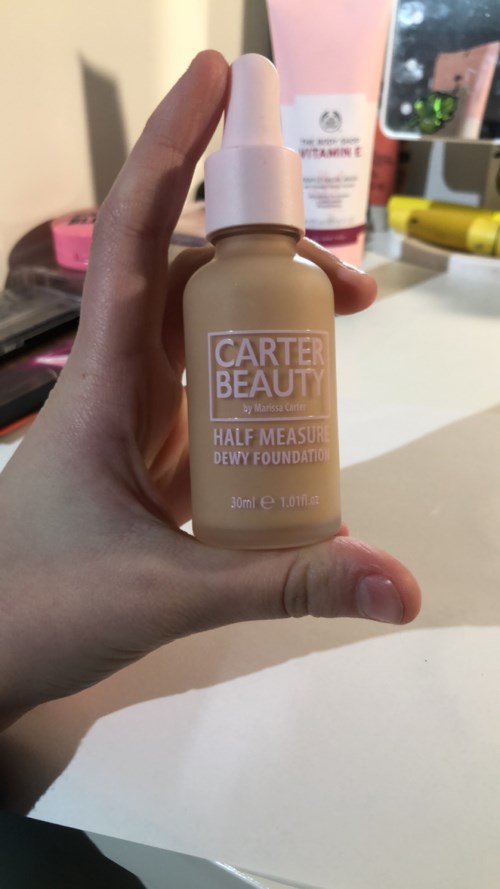 THE BODY SHOP
VITAMIN E
CARTER
BEAUTY
by Marissa Carter
HALF MEASURE
DEWY FOUNDATION
30ml ℮ 1.01fl.oz